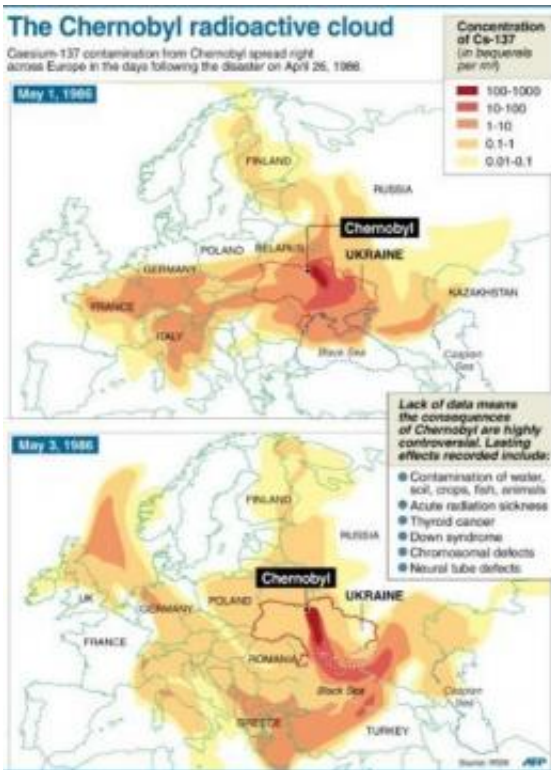 The Chernobyl radioactive cloud
Caesium-137 contamination from Chernobyl spread right
across Europe in the days following the disaster on April 26, 1986.
Concentration
of Cs-137
(in bequerels
per m³)
100-1000
10-100
1-10
0.1-1
0.01-0.1
May 1, 1986
FINLAND
RUSSIA
Chernobyl
POLAND
BELARUS
UKRAINE
GERMANY
KAZAKHSTAN
FRANCE
ITALY
Black Sea
Caspian
Sea
Lack of data means
the consequences
of Chernobyl are highly
controversial. Lasting
effects recorded include:
Contamination of water,
soil, crops, fish, animals
Acute radiation sickness
Thyroid cancer
Down syndrome
Chromosomal defects
Neural tube defects
May 3, 1986
FINLAND
RUSSIA
Chernobyl
POLAND
UKRAINE
UK
GERMANY
FRANCE
ROMANIA
Black Sea
Caspian
Sea
GREECE
TURKEY
Source: IRSN
AFP